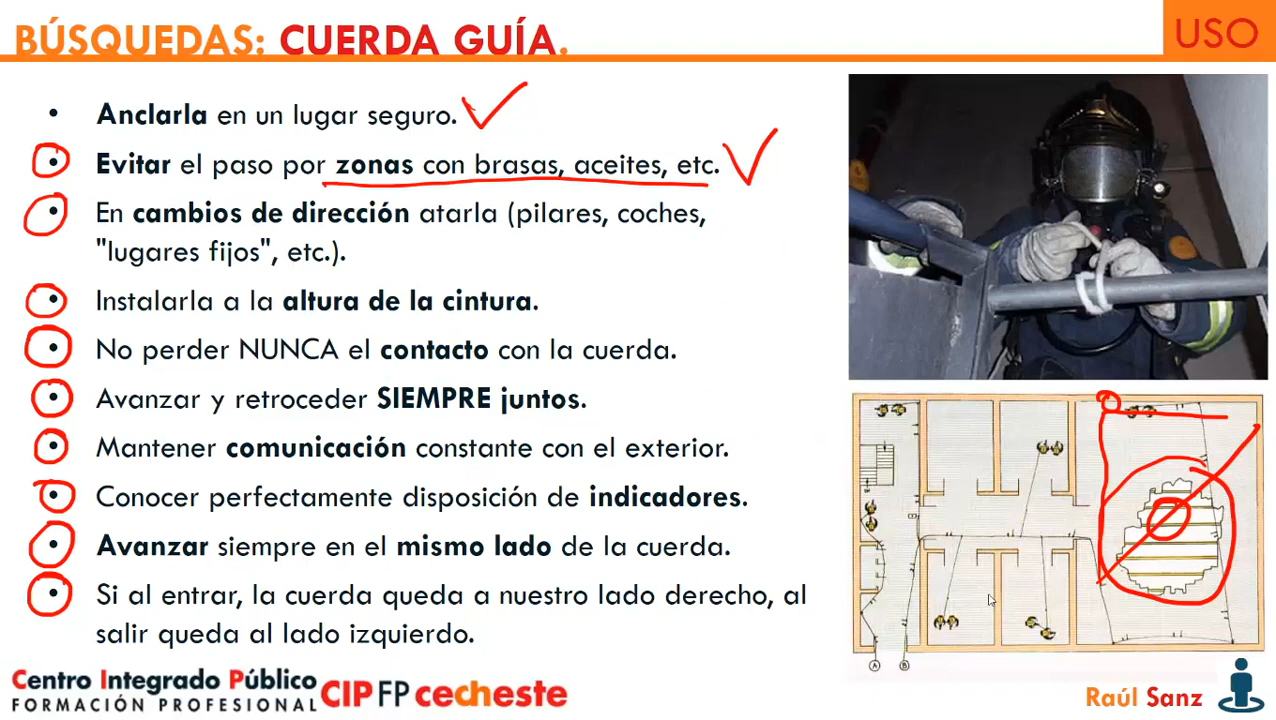 BÚSQUEDAS: CUERDA GUÍA.
USO
• Anclarla en un lugar seguro.
• Evitar el paso por zonas con brasas, aceites, etc.
• En cambios de dirección atarla (pilares, coches,
"lugares fijos", etc.).
• Instalarla a la altura de la cintura.
• No perder NUNCA el contacto con la cuerda.
• Avanzar y retroceder SIEMPRE juntos.
• Mantener comunicación constante con el exterior.
• Conocer perfectamente disposición de indicadores.
• Avanzar siempre en el mismo lado de la cuerda.
• Si al entrar, la cuerda queda a nuestro lado derecho, al
salir queda al lado izquierdo.
A B
Centro Integrado Público
FORMACIÓN PROFESIONAL
CIPFP cecheste
Raúl Sanz